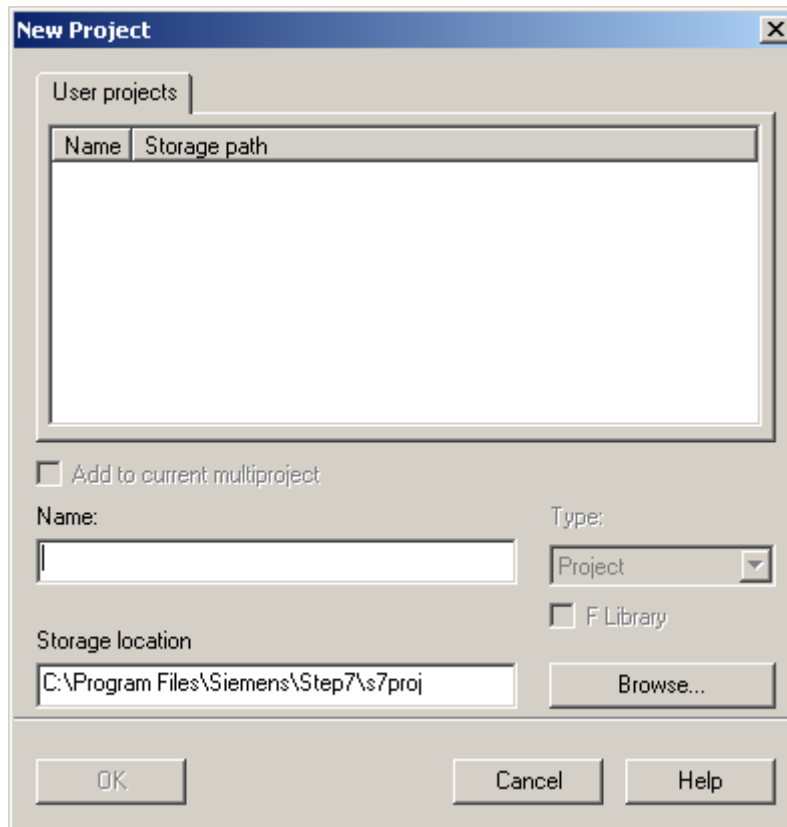 New Project
User projects
Name Storage path
Add to current multiproject
Name: Type:
Project
F Library
Storage location
C:\Program Files\Siemens\Step7\s7proj Browse...
OK Cancel Help